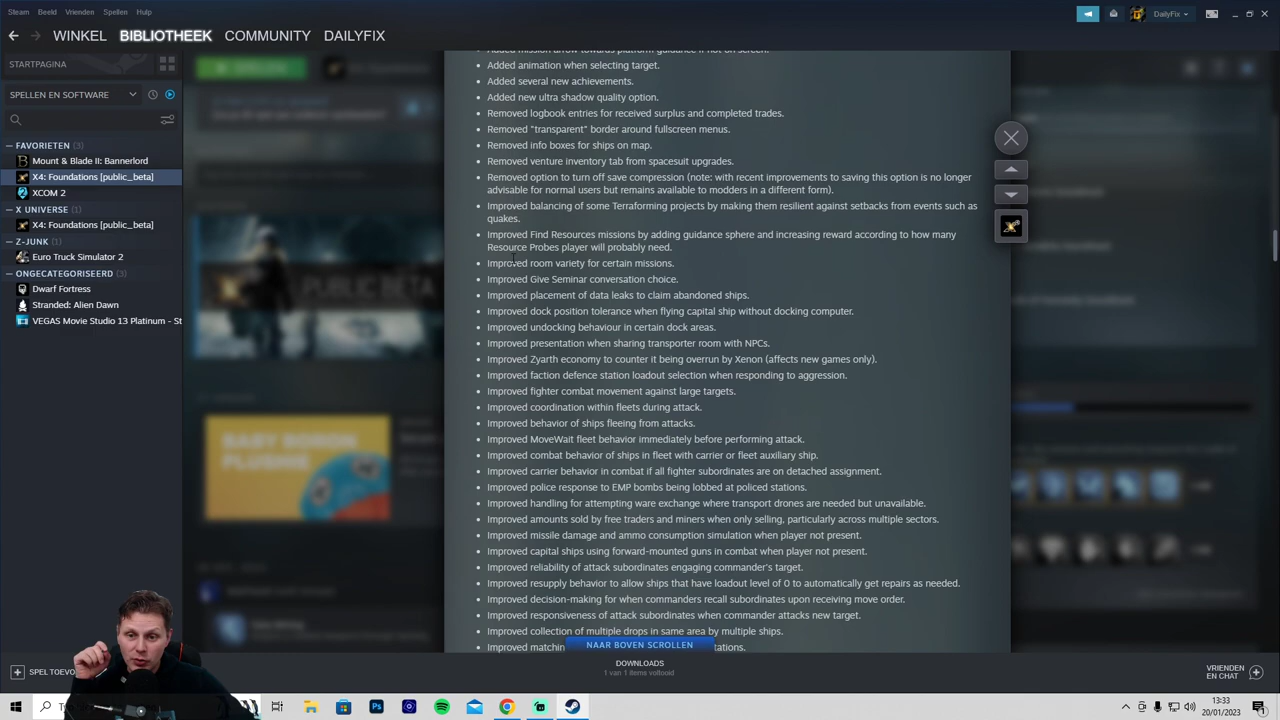 Steam Beeld Vrienden Spellen Help
DailyFix
WINKEL BIBLIOTHEEK COMMUNITY DAILYFIX
STARTPAGINA
SPELLEN EN SOFTWARE
FAVORIETEN (3)
Mount & Blade II: Bannerlord
X4: Foundations [public_beta]
XCOM 2
X UNIVERSE (1)
X4: Foundations [public_beta]
Z-JUNK (1)
Euro Truck Simulator 2
ONGECATEGORISEERD (3)
Dwarf Fortress
Stranded: Alien Dawn
VEGAS Movie Studio 13 Platinum - St
Added mission arrow towards platform guidance if not on screen.
Added animation when selecting target.
Added several new achievements.
Added new ultra shadow quality option.
Removed logbook entries for received surplus and completed trades.
Removed "transparent" border around fullscreen menus.
Removed info boxes for ships on map.
Removed venture inventory tab from spacesuit upgrades.
Removed option to turn off save compression (note: with recent improvements to saving this option is no longer
advisable for normal users but remains available to modders in a different form).
Improved balancing of some Terraforming projects by making them resilient against setbacks from events such as
quakes.
Improved Find Resources missions by adding guidance sphere and increasing reward according to how many
Resource Probes player will probably need.
Improved room variety for certain missions.
Improved Give Seminar conversation choice.
Improved placement of data leaks to claim abandoned ships.
Improved dock position tolerance when flying capital ship without docking computer.
Improved undocking behaviour in certain dock areas.
Improved presentation when sharing transporter room with NPCs.
Improved Zyarth economy to counter it being overrun by Xenon (affects new games only).
Improved faction defence station loadout selection when responding to aggression.
Improved fighter combat movement against large targets.
Improved coordination within fleets during attack.
Improved behavior of ships fleeing from attacks.
Improved MoveWait fleet behavior immediately before performing attack.
Improved combat behavior of ships in fleet with carrier or fleet auxiliary ship.
Improved carrier behavior in combat if all fighter subordinates are on detached assignment.
Improved police response to EMP bombs being lobbed at policed stations.
Improved handling for attempting ware exchange where transport drones are needed but unavailable.
Improved amounts sold by free traders and miners when only selling, particularly across multiple sectors.
Improved missile damage and ammo consumption simulation when player not present.
Improved capital ships using forward-mounted guns in combat when player not present.
Improved reliability of attack subordinates engaging commander's target.
Improved resupply behavior to allow ships that have loadout level of 0 to automatically get repairs as needed.
Improved decision-making for when commanders recall subordinates upon receiving move order.
Improved responsiveness of attack subordinates when commander attacks new target.
Improved collection of multiple drops in same area by multiple ships.
Improved matchin
NAAR BOVEN SCROLLEN
PUBLIC BETA
BABY BORON PLUSHIE
SPEL TOEVO
DOWNLOADS
1 van 1 items voltooid
VRIENDEN
EN CHAT
13:33
20/01/2023